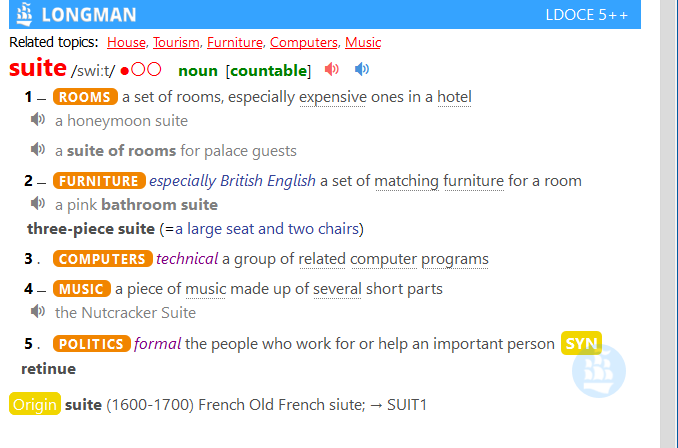 LONGMAN LDOCE 5++
Related topics: House, Tourism, Furniture, Computers, Music
suite /swiːt/ ●○○ noun [countable]
1 – ROOMS a set of rooms, especially expensive ones in a hotel
a honeymoon suite
a suite of rooms for palace guests
2 – FURNITURE especially British English a set of matching furniture for a room
a pink bathroom suite
three-piece suite (=a large seat and two chairs)
3 . COMPUTERS technical a group of related computer programs
4 – MUSIC a piece of music made up of several short parts
the Nutcracker Suite
5 . POLITICS formal the people who work for or help an important person SYN
retinue
Origin suite (1600-1700) French Old French siute; → SUIT1